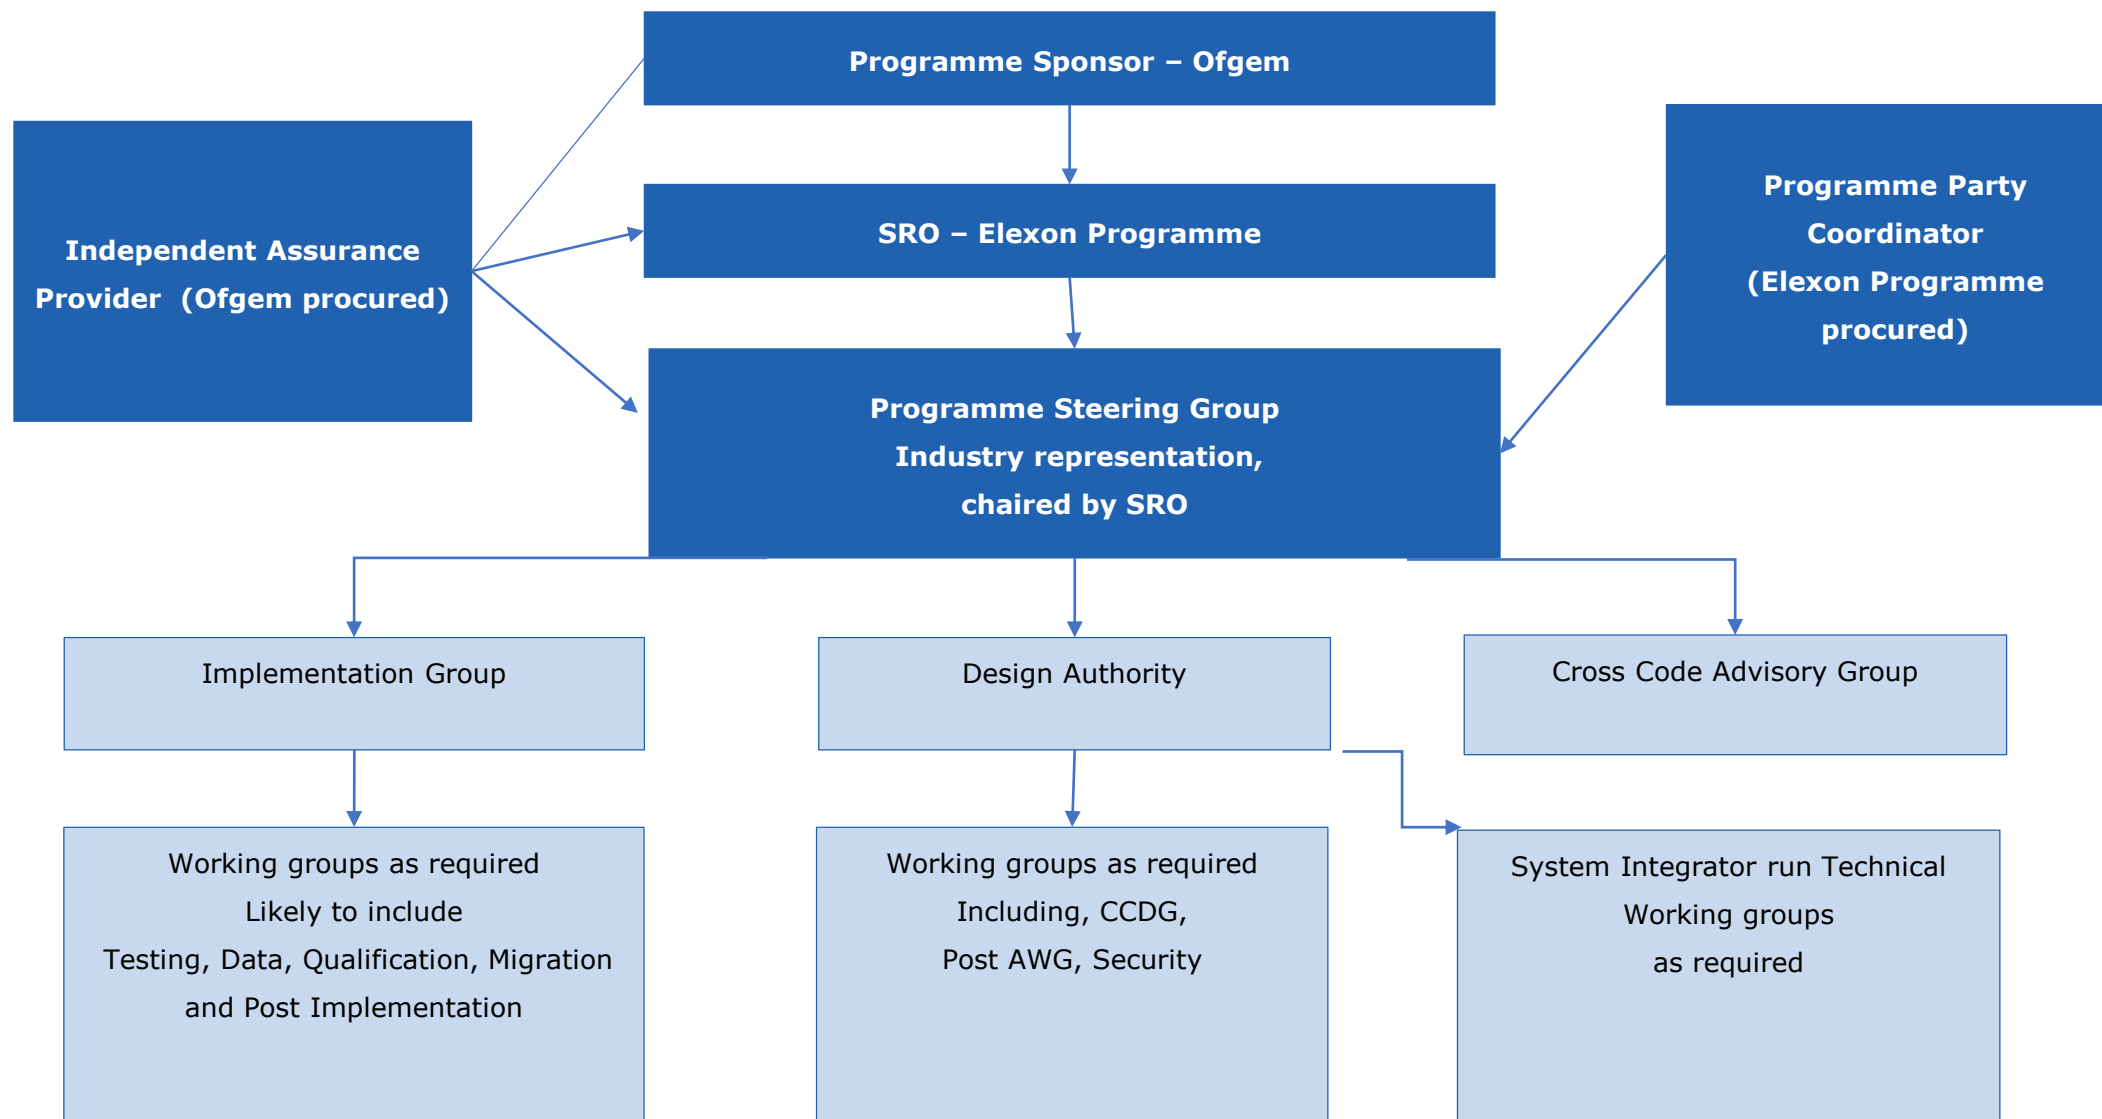 Programme Sponsor – Ofgem
Independent Assurance
Provider  (Ofgem procured)
SRO – Elexon Programme
Programme Party
Coordinator
(Elexon Programme
procured)
Programme Steering Group
Industry representation,
chaired by SRO
Implementation Group
Design Authority
Cross Code Advisory Group
Working groups as required
Likely to include
Testing, Data, Qualification, Migration
and Post Implementation
Working groups as required
Including, CCDG,
Post AWG, Security
System Integrator run Technical
Working groups
as required